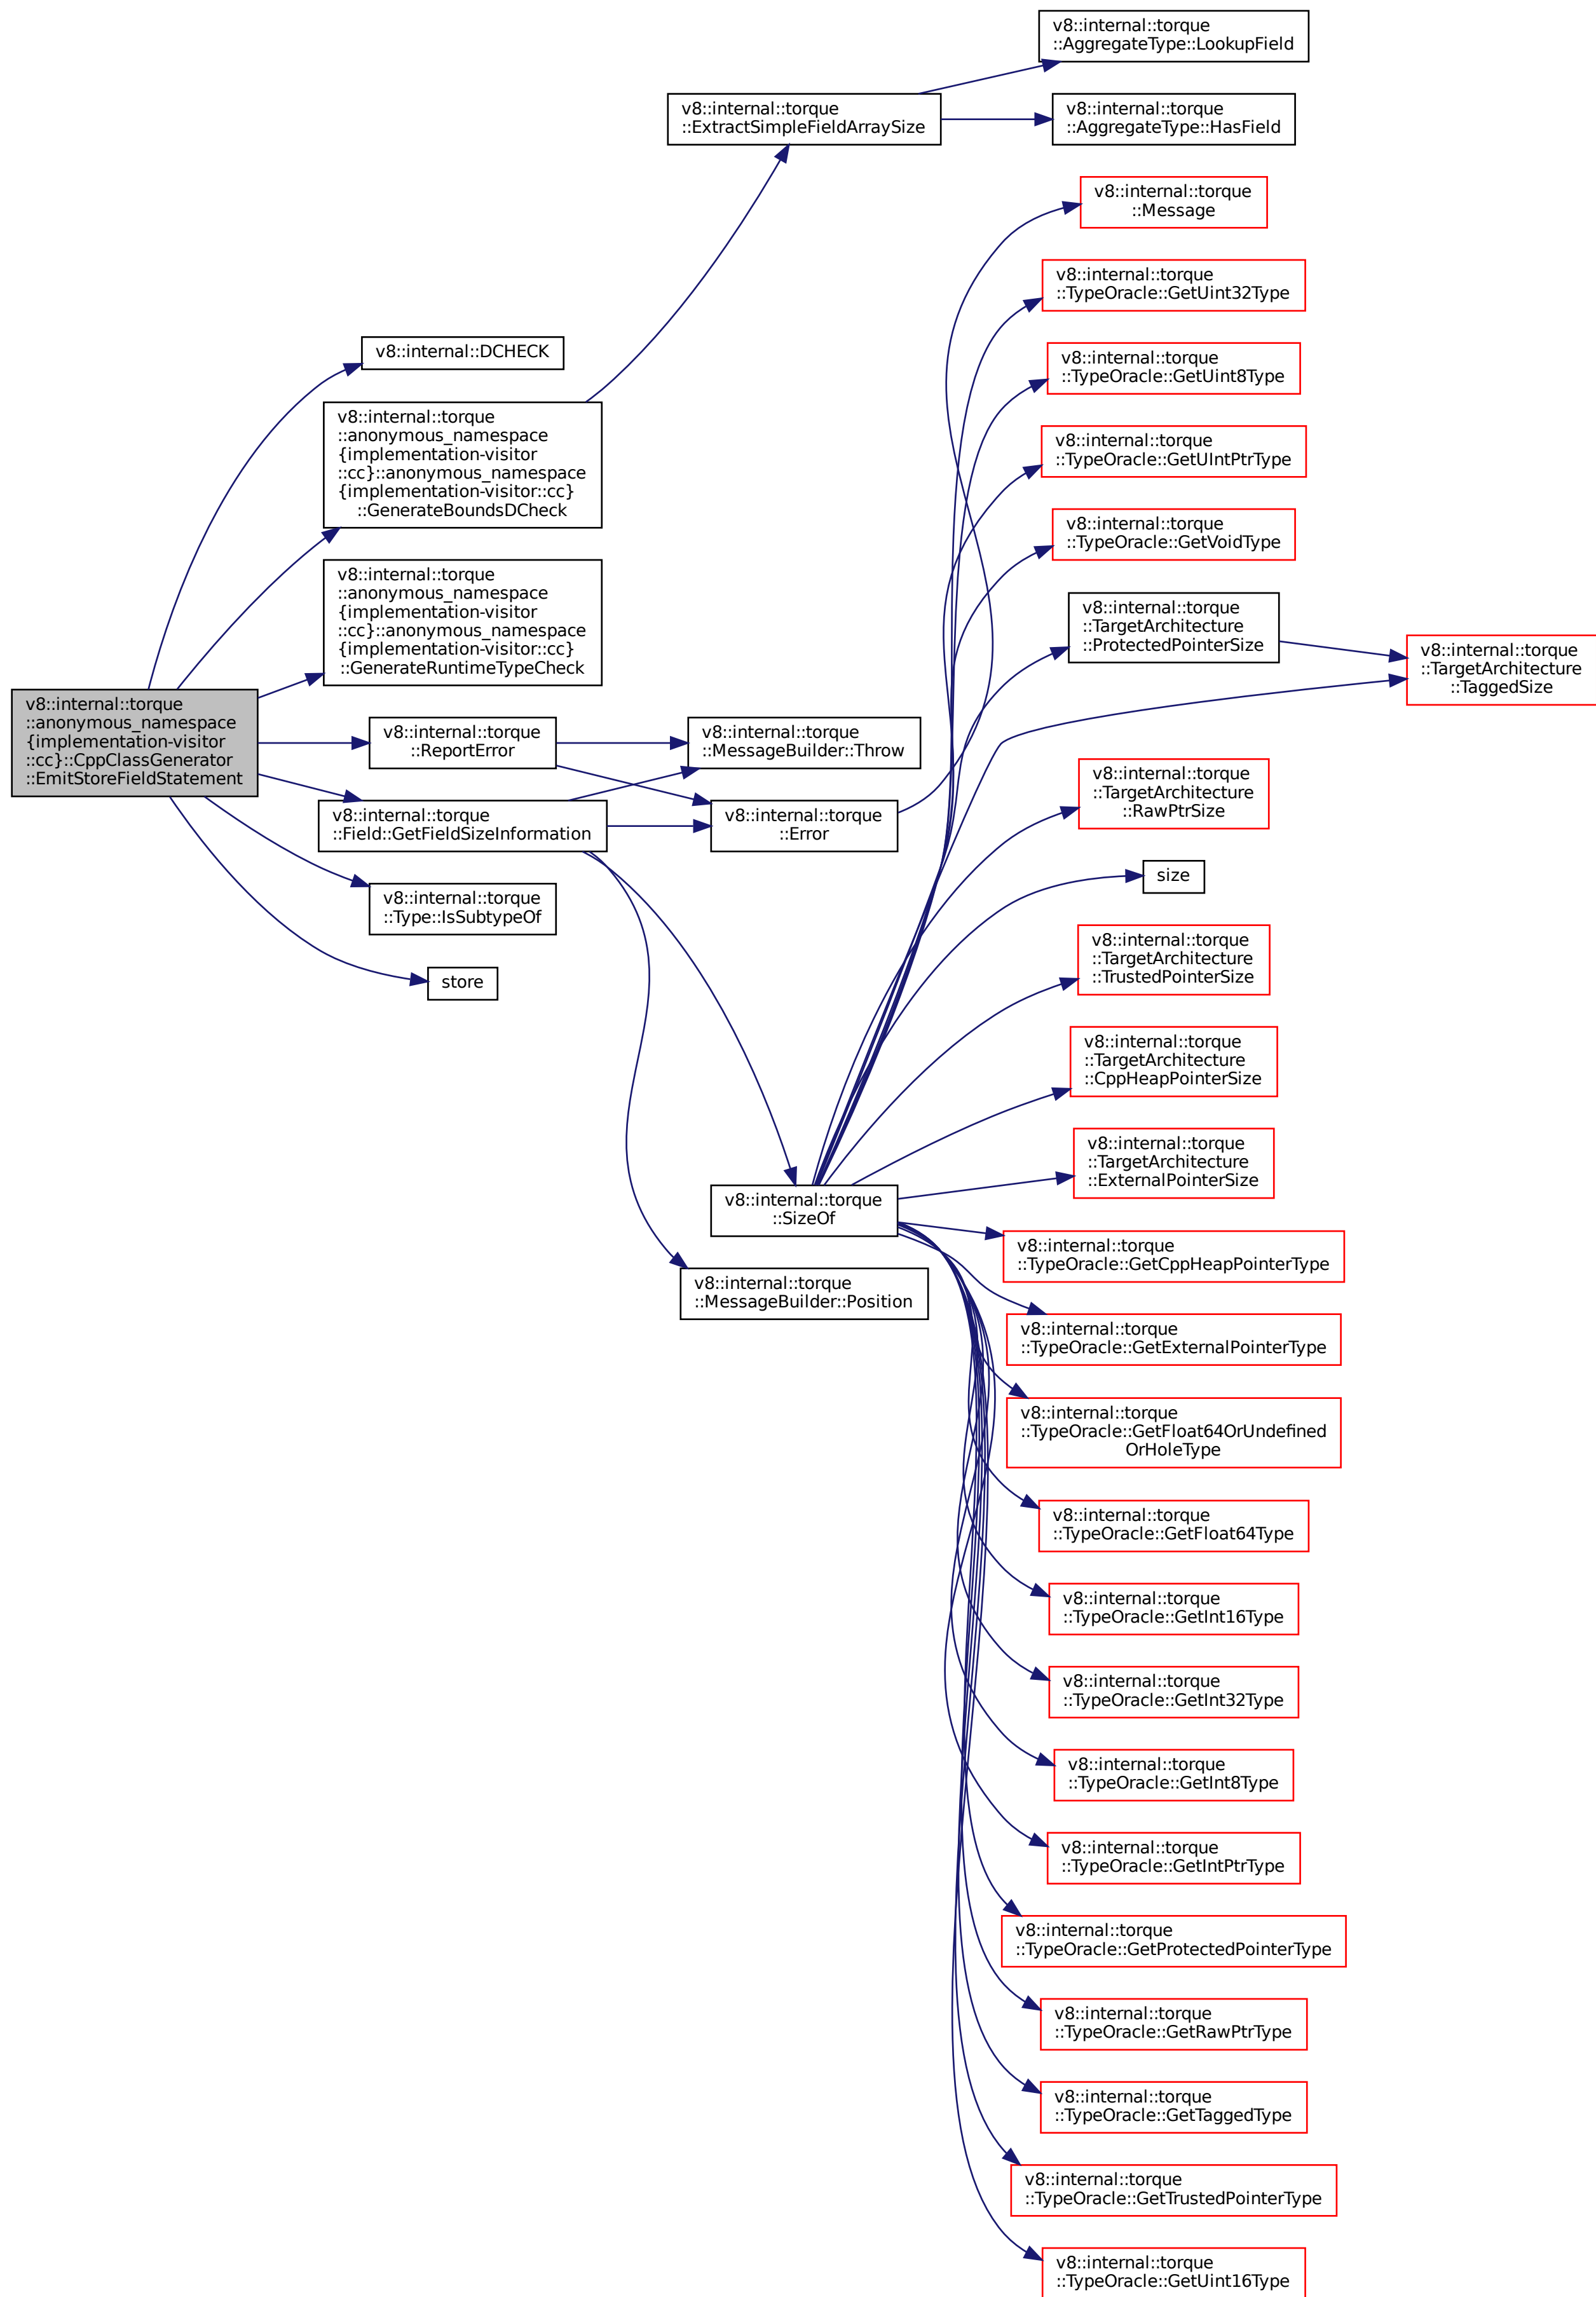 v8::internal::torque
::AggregateType::LookupField
v8::internal::torque
::ExtractSimpleFieldArraySize
v8::internal::torque
::AggregateType::HasField
v8::internal::torque
::Message
v8::internal::torque
::TypeOracle::GetUint32Type
v8::internal::DCHECK
v8::internal::torque
::TypeOracle::GetUint8Type
v8::internal::torque
::anonymous_namespace
{implementation-visitor
::cc}::anonymous_namespace
{implementation-visitor::cc}
::GenerateBoundsDCheck
v8::internal::torque
::TypeOracle::GetUIntPtrType
v8::internal::torque
::TypeOracle::GetVoidType
v8::internal::torque
::anonymous_namespace
{implementation-visitor
::cc}::anonymous_namespace
{implementation-visitor::cc}
::GenerateRuntimeTypeCheck
v8::internal::torque
::TargetArchitecture
::ProtectedPointerSize
v8::internal::torque
::TargetArchitecture
::TaggedSize
v8::internal::torque
::anonymous_namespace
{implementation-visitor
::cc}::CppClassGenerator
::EmitStoreFieldStatement
v8::internal::torque
::ReportError
v8::internal::torque
::MessageBuilder::Throw
v8::internal::torque
::TargetArchitecture
::RawPtrSize
v8::internal::torque
::Field::GetFieldSizeInformation
v8::internal::torque
::Error
size
v8::internal::torque
::Type::IsSubtypeOf
v8::internal::torque
::TargetArchitecture
::TrustedPointerSize
store
v8::internal::torque
::TargetArchitecture
::CppHeapPointerSize
v8::internal::torque
::TargetArchitecture
::ExternalPointerSize
v8::internal::torque
::SizeOf
v8::internal::torque
::TypeOracle::GetCppHeapPointerType
v8::internal::torque
::MessageBuilder::Position
v8::internal::torque
::TypeOracle::GetExternalPointerType
v8::internal::torque
::TypeOracle::GetFloat64OrUndefined
OrHoleType
v8::internal::torque
::TypeOracle::GetFloat64Type
v8::internal::torque
::TypeOracle::GetInt16Type
v8::internal::torque
::TypeOracle::GetInt32Type
v8::internal::torque
::TypeOracle::GetInt8Type
v8::internal::torque
::TypeOracle::GetIntPtrType
v8::internal::torque
::TypeOracle::GetProtectedPointerType
v8::internal::torque
::TypeOracle::GetRawPtrType
v8::internal::torque
::TypeOracle::GetTaggedType
v8::internal::torque
::TypeOracle::GetTrustedPointerType
v8::internal::torque
::TypeOracle::GetUint16Type